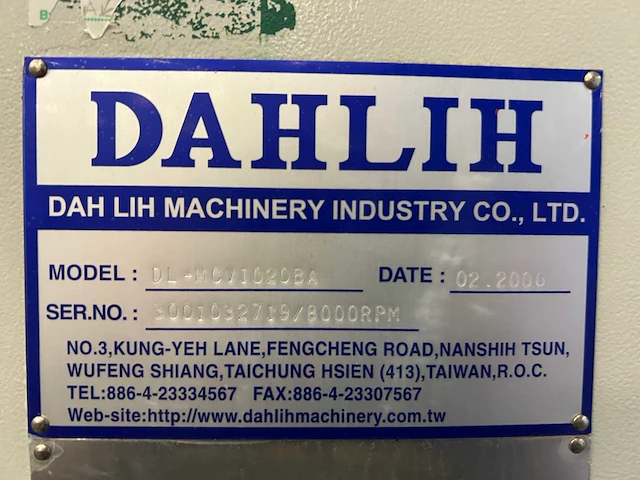 DAHLIH
DAH LIH MACHINERY INDUSTRY CO., LTD.
MODEL : DL-MCV1020BA DATE : 02.2006
SER.NO. : /8000RPM
NO.3,KUNG-YEH LANE,FENGCHENG ROAD,NANSHIH TSUN,
WUFENG SHIANG,TAICHUNG HSIEN (413),TAIWAN,R.O.C.
TEL:886-4-23334567 FAX:886-4-23307567
Web-site:http://www.dahlihmachinery.com.tw